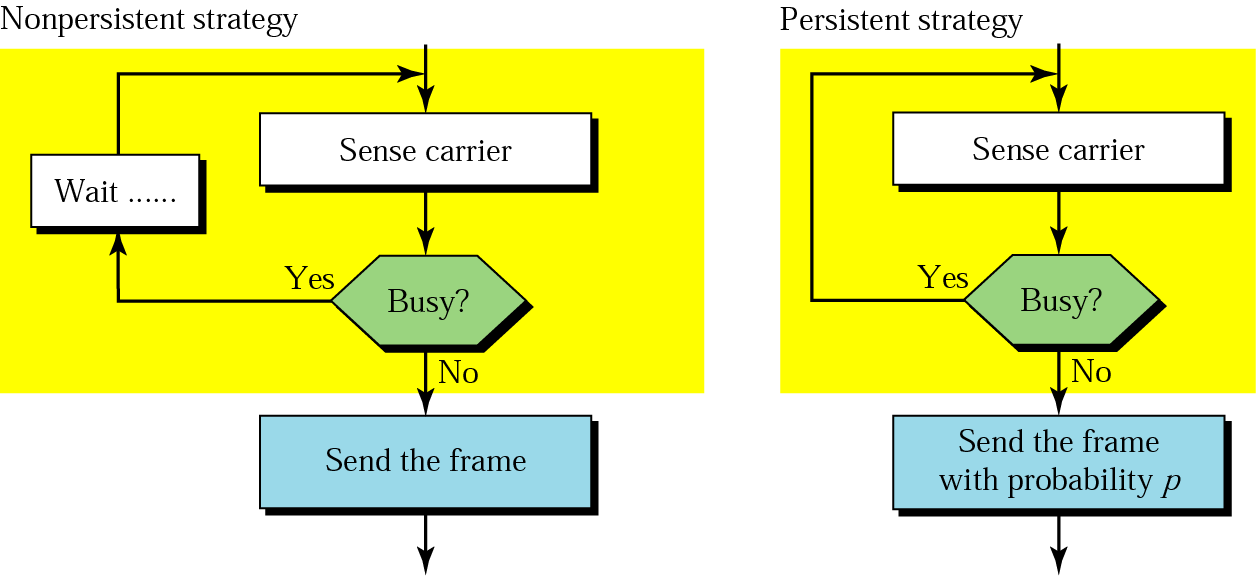 Nonpersistent strategy
Sense carrier
Wait ......
Yes
Busy?
No
Send the frame
Persistent strategy
Sense carrier
Yes
Busy?
No
Send the frame
with probability p